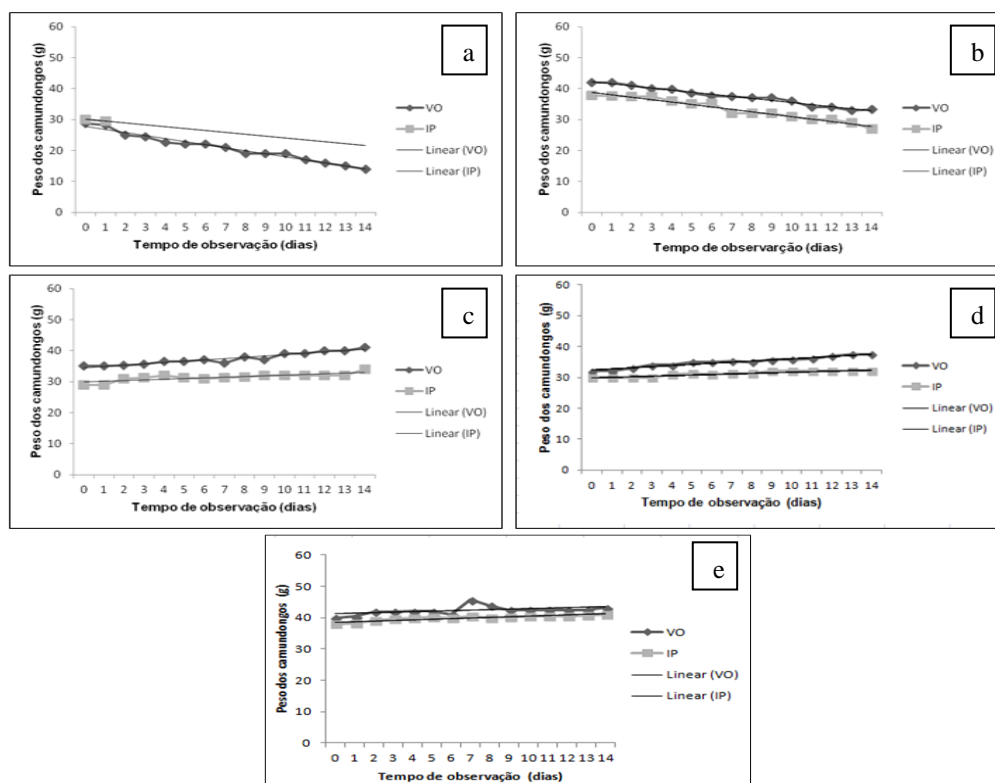 a
Peso dos camundongos (g)
60
50
40
30
20
10
0
0 1 2 3 4 5 6 7 8 9 10 11 12 13 14
Tempo de observação (dias)
VO
IP
Linear (VO)
Linear (IP)
b
Peso dos camundongos (g)
60
50
40
30
20
10
0
0 1 2 3 4 5 6 7 8 9 10 11 12 13 14
Tempo de observarção (dias)
VO
IP
Linear (VO)
Linear (IP)
c
Peso dos camundongos (g)
60
50
40
30
20
10
0
0 1 2 3 4 5 6 7 8 9 10 11 12 13 14
Tempo de observação (dias)
VO
IP
Linear (VO)
Linear (IP)
d
Peso dos camundongos (g)
60
50
40
30
20
10
0
0 1 2 3 4 5 6 7 8 9 10 11 12 13 14
Tempo de observação (dias)
VO
IP
Linear (VO)
Linear (IP)
e
Peso dos camundongos (g)
60
50
40
30
20
10
0
0 1 2 3 4 5 6 7 8 9 10 11 12 13 14
Tempo de observação (dias)
VO
IP
Linear (VO)
Linear (IP)